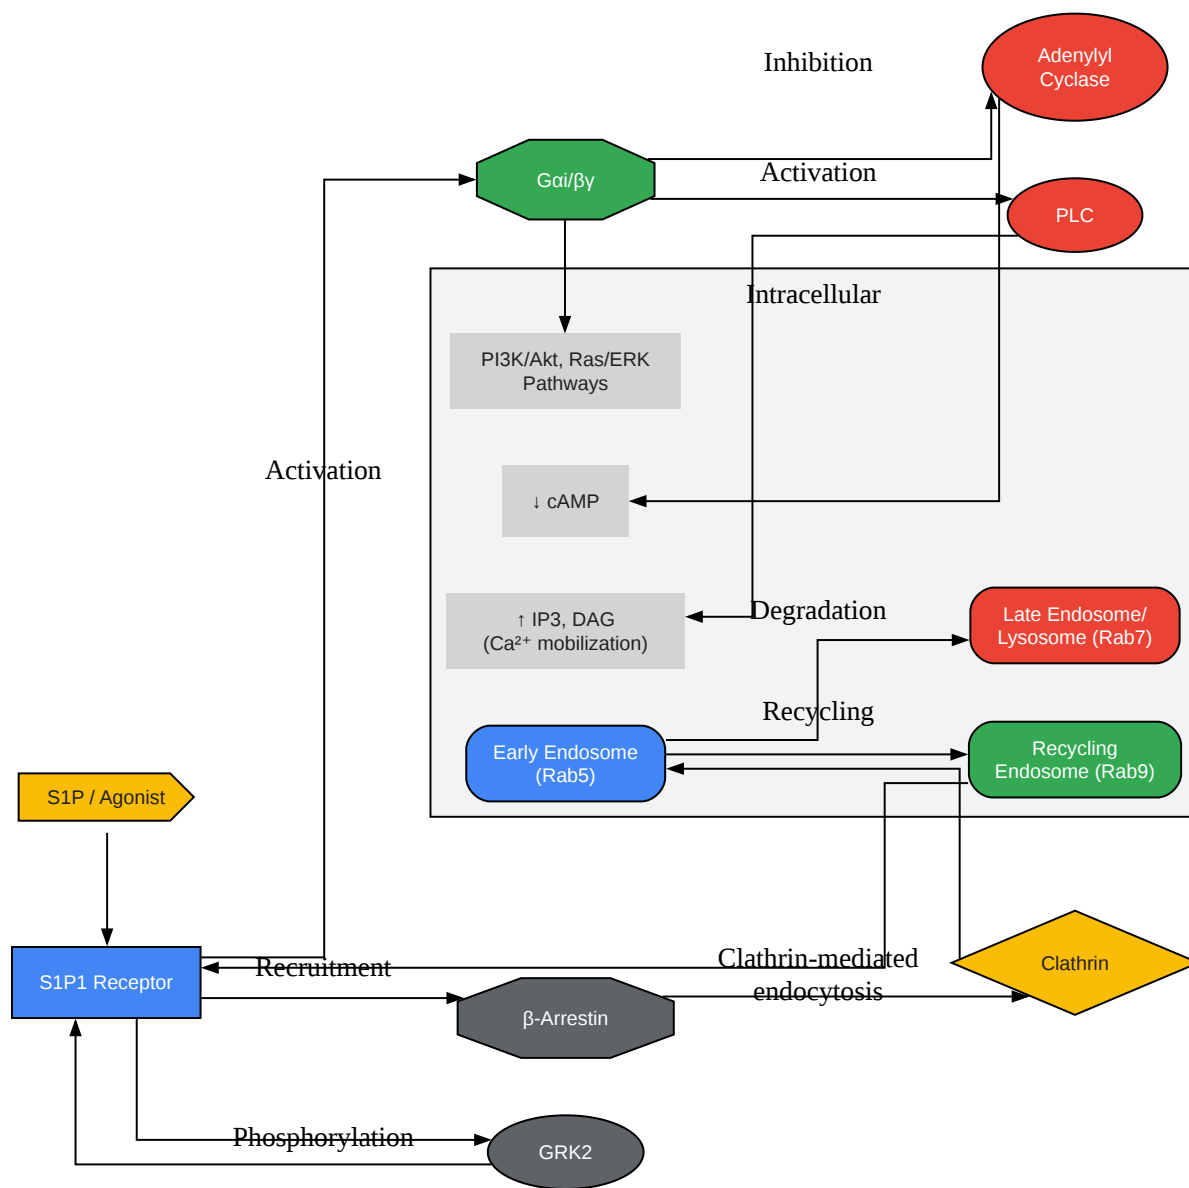 Inhibition
Adenylyl
Cyclase
Gαi/βγ
Activation
PLC
Intracellular
PI3K/Akt, Ras/ERK
Pathways
Activation
↓ cAMP
↑ IP3, DAG
(Ca²⁺ mobilization)
Degradation
Late Endosome/
Lysosome (Rab7)
Recycling
Early Endosome
(Rab5)
Recycling
Endosome (Rab9)
S1P / Agonist
S1P1 Receptor
Recruitment
β-Arrestin
Clathrin-mediated
endocytosis
Clathrin
Phosphorylation
GRK2